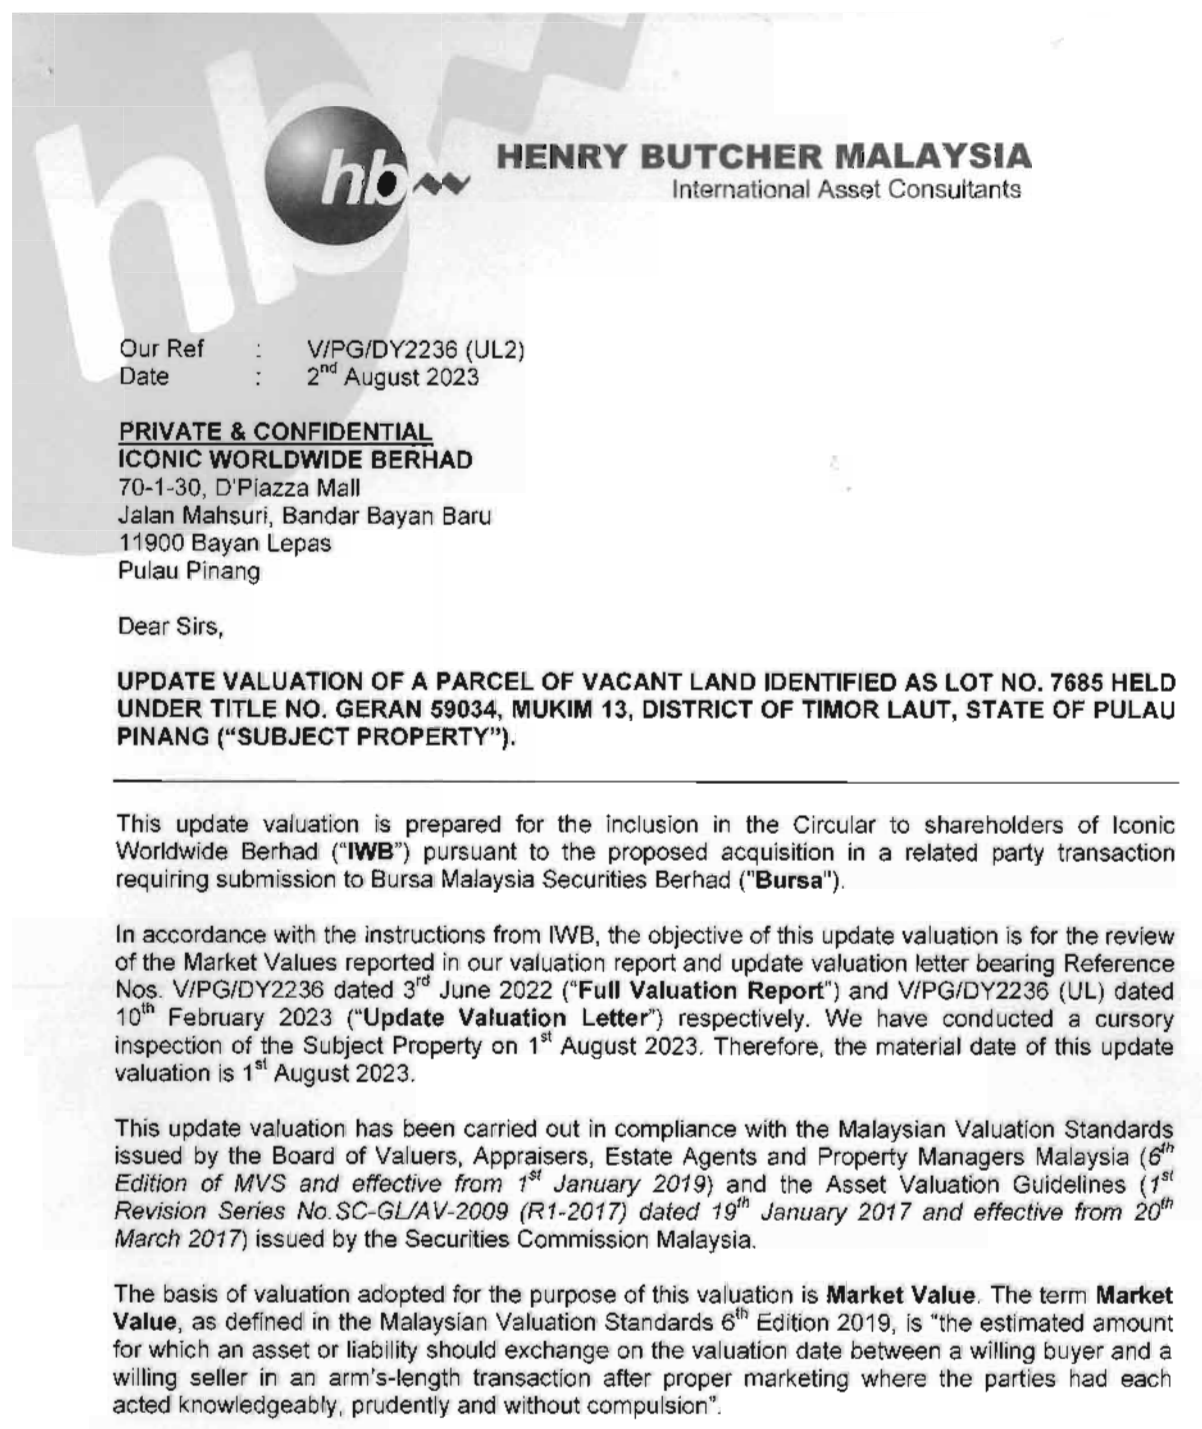 hb
hb
HENRY BUTCHER MALAYSIA
International Asset Consultants
Our Ref : V/PG/DY2236 (UL2)
Date : 2nd August 2023
PRIVATE & CONFIDENTIAL
ICONIC WORLDWIDE BERHAD
70-1-30, D'Piazza Mall
Jalan Mahsuri, Bandar Bayan Baru
11900 Bayan Lepas
Pulau Pinang
Dear Sirs,
UPDATE VALUATION OF A PARCEL OF VACANT LAND IDENTIFIED AS LOT NO. 7685 HELD
UNDER TITLE NO. GERAN 59034, MUKIM 13, DISTRICT OF TIMOR LAUT, STATE OF PULAU
PINANG (“SUBJECT PROPERTY”).
This update valuation is prepared for the inclusion in the Circular to shareholders of Iconic
Worldwide Berhad (“IWB”) pursuant to the proposed acquisition in a related party transaction
requiring submission to Bursa Malaysia Securities Berhad ("Bursa").
In accordance with the instructions from IWB, the objective of this update valuation is for the review
of the Market Values reported in our valuation report and update valuation letter bearing Reference
Nos. V/PG/DY2236 dated 3rd June 2022 (“Full Valuation Report”) and V/PG/DY2236 (UL) dated
10th February 2023 (“Update Valuation Letter”) respectively. We have conducted a cursory
inspection of the Subject Property on 1st August 2023. Therefore, the material date of this update
valuation is 1st August 2023.
This update valuation has been carried out in compliance with the Malaysian Valuation Standards
issued by the Board of Valuers, Appraisers, Estate Agents and Property Managers Malaysia (6th
Edition of MVS and effective from 1st January 2019) and the Asset Valuation Guidelines (1st
Revision Series No.SC-GL/AV-2009 (R1-2017) dated 19th January 2017 and effective from 20th
March 2017) issued by the Securities Commission Malaysia.
The basis of valuation adopted for the purpose of this valuation is Market Value. The term Market
Value, as defined in the Malaysian Valuation Standards 6th Edition 2019, is “the estimated amount
for which an asset or liability should exchange on the valuation date between a willing buyer and a
willing seller in an arm's-length transaction after proper marketing where the parties had each
acted knowledgeably, prudently and without compulsion”.